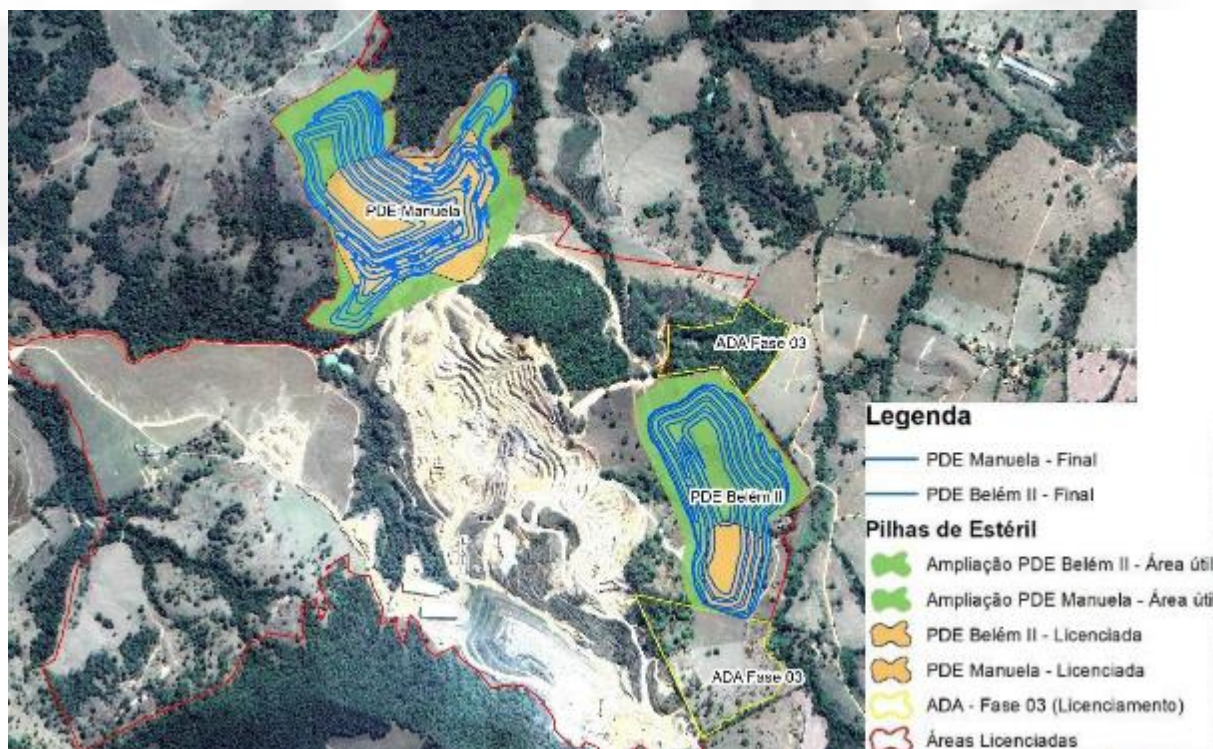 PDE Manuela
ADA Fase 03
PDE Belém II
ADA Fase 03
Legenda
PDE Manuela - Final
PDE Belém II - Final
Pilhas de Estéril
Ampliação PDE Belém II - Área útil
Ampliação PDE Manuela - Área útil
PDE Belém II - Licenciada
PDE Manuela - Licenciada
ADA - Fase 03 (Licenciamento)
Áreas Licenciadas